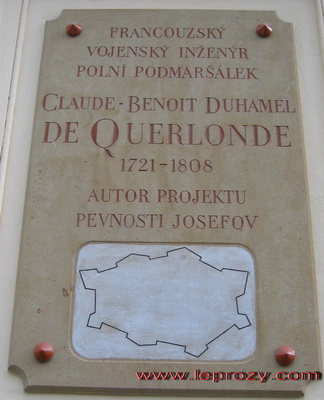 FRANCOUZSKÝ
VOJENSKÝ INŽENÝR
POLNÍ PODMARŠÁLEK
CLAUDE-BENOIT DUHAMEL
DE QUERLONDE
1721-1808
AUTOR PROJEKTU
PEVNOSTI JOSEFOV
www.leprozy.com